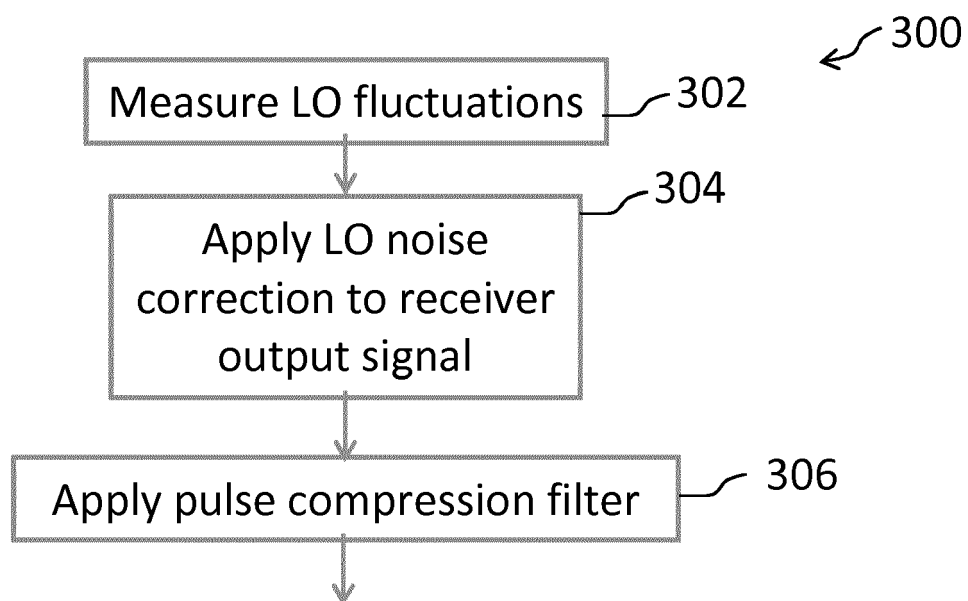 300
Measure LO fluctuations
302
304
Apply LO noise
correction to receiver
output signal
306
Apply pulse compression filter